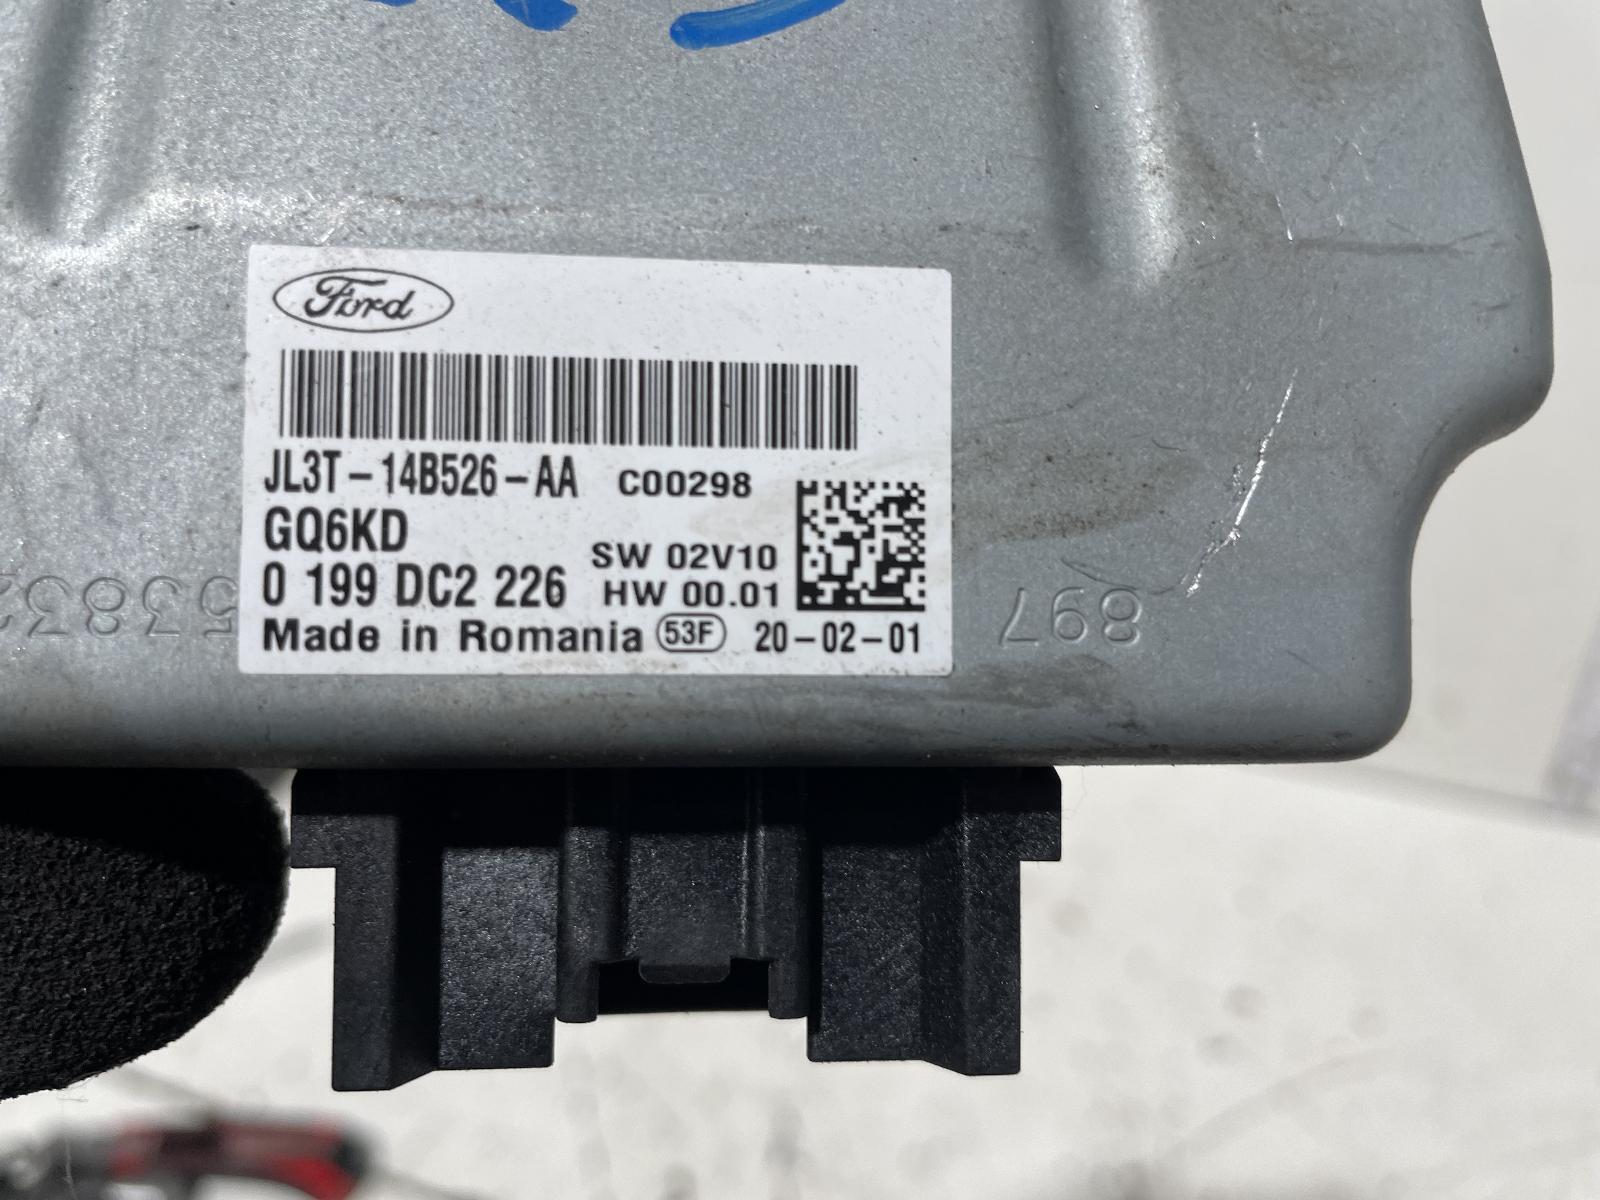 Ford
JL3T-14B526-AA C00298
GQ6KD
SW 02V10
0 199 DC2 226 HW 00.01
Made in Romania 53F 20-02-01
897